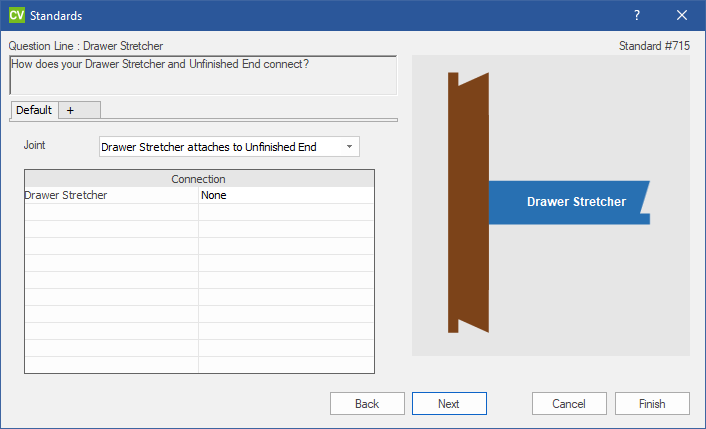 CV Standards
?
Question Line : Drawer Stretcher
Standard #715
How does your Drawer Stretcher and Unfinished End connect?
Default +
Joint Drawer Stretcher attaches to Unfinished End
Connection
Drawer Stretcher None
Drawer Stretcher
Back Next Cancel Finish